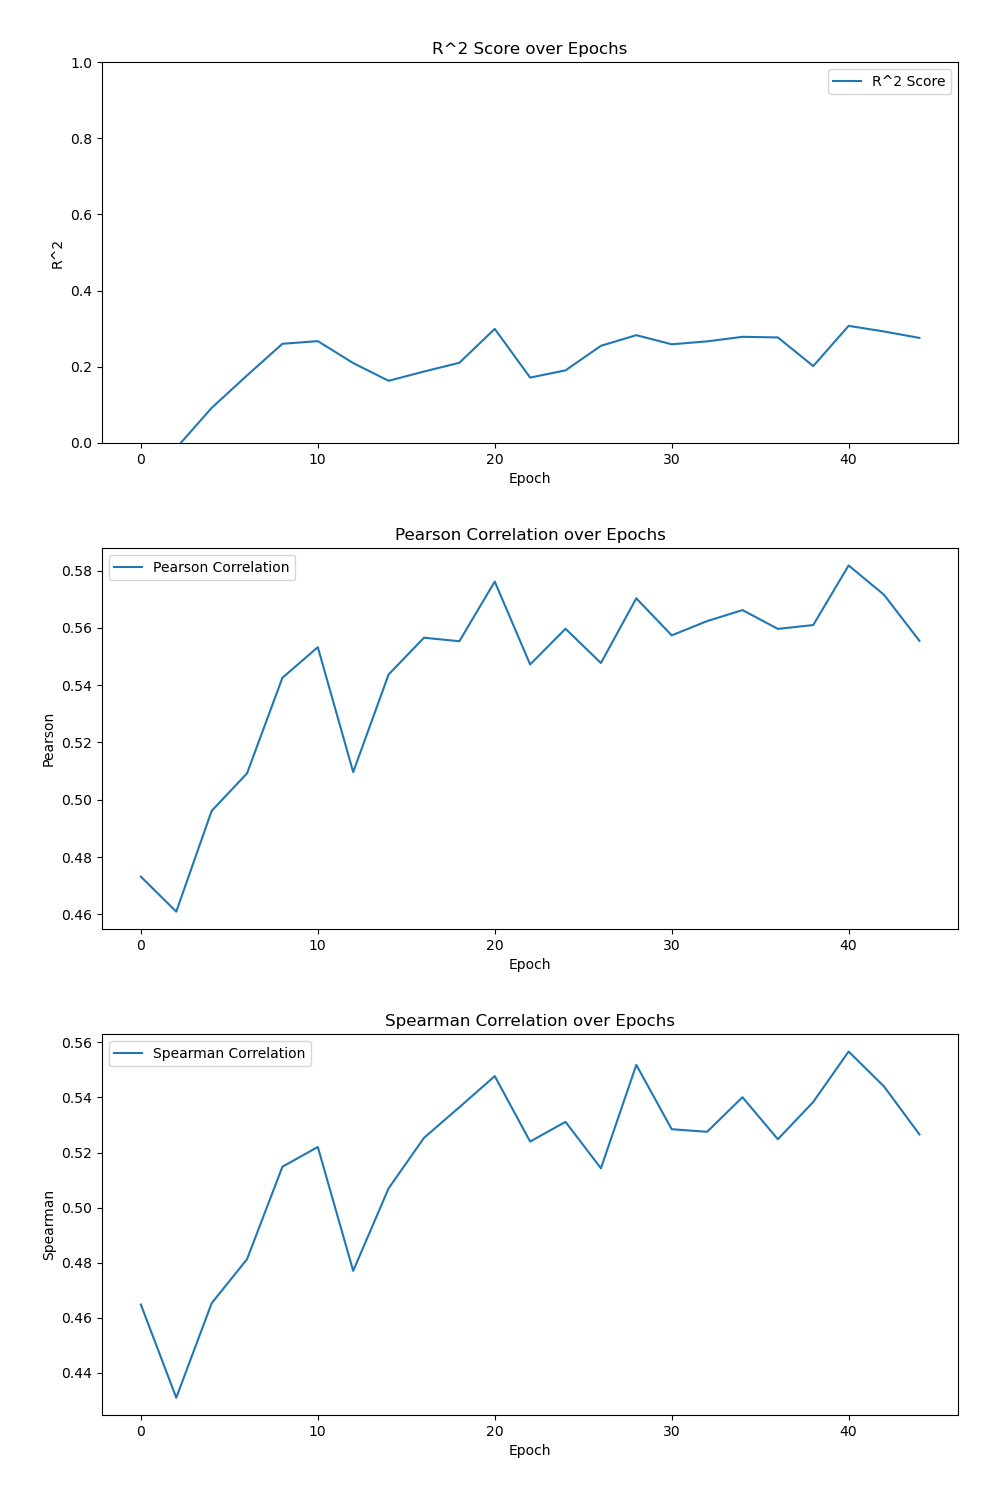 R^2 Score over Epochs
R^2 Score
1.0
0.8
0.6
0.4
0.2
0.0
R^2
0 10 20 30 40
Epoch
Pearson Correlation over Epochs
Pearson Correlation
0.58
0.56
0.54
0.52
0.50
0.48
0.46
Pearson
0 10 20 30 40
Epoch
Spearman Correlation over Epochs
Spearman Correlation
0.56
0.54
0.52
0.50
0.48
0.46
0.44
Spearman
0 10 20 30 40
Epoch